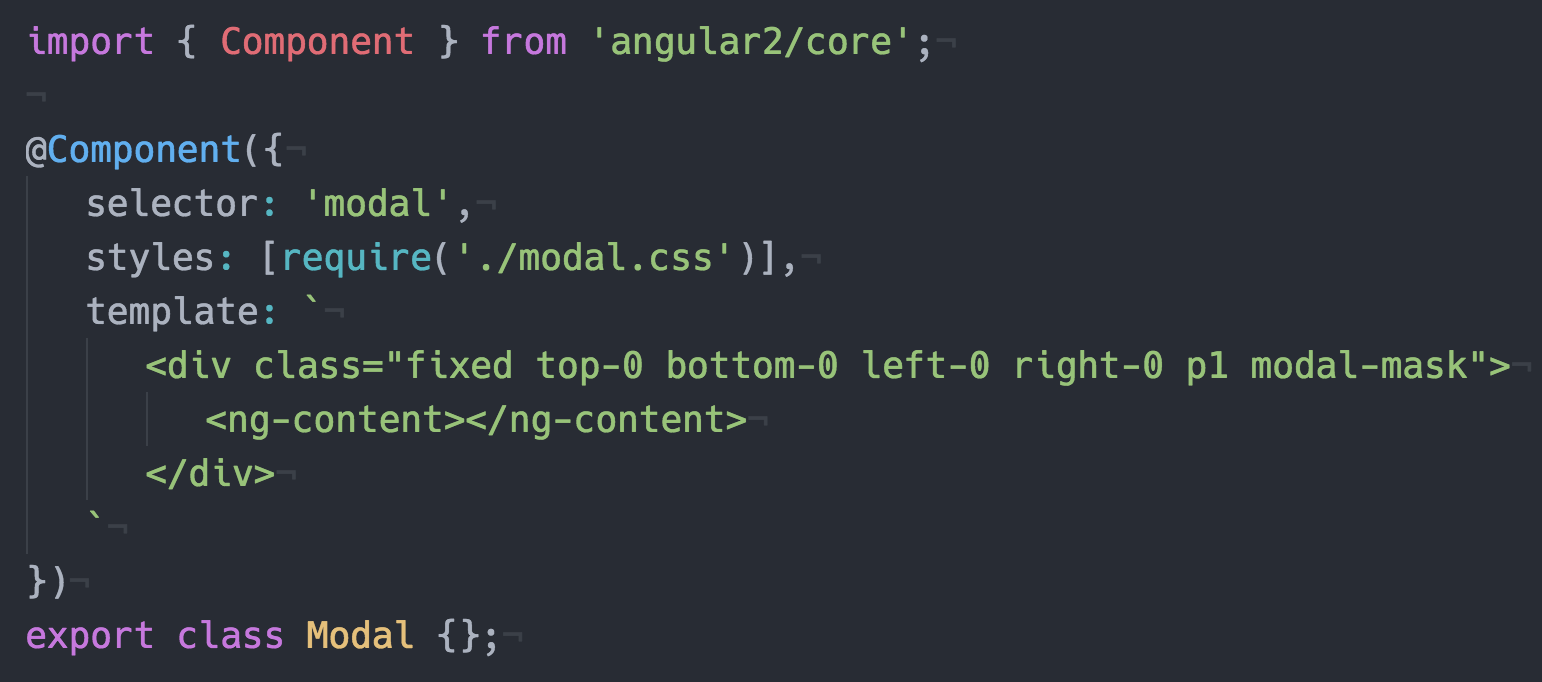 import { Component } from 'angular2/core';¬
¬
@Component({¬
selector: 'modal',¬
styles: [require('./modal.css')],¬
template: `¬
<div class="fixed top-0 bottom-0 left-0 right-0 p1 modal-mask">¬
<ng-content></ng-content>¬
</div>¬
`¬
})¬
export class Modal {};¬